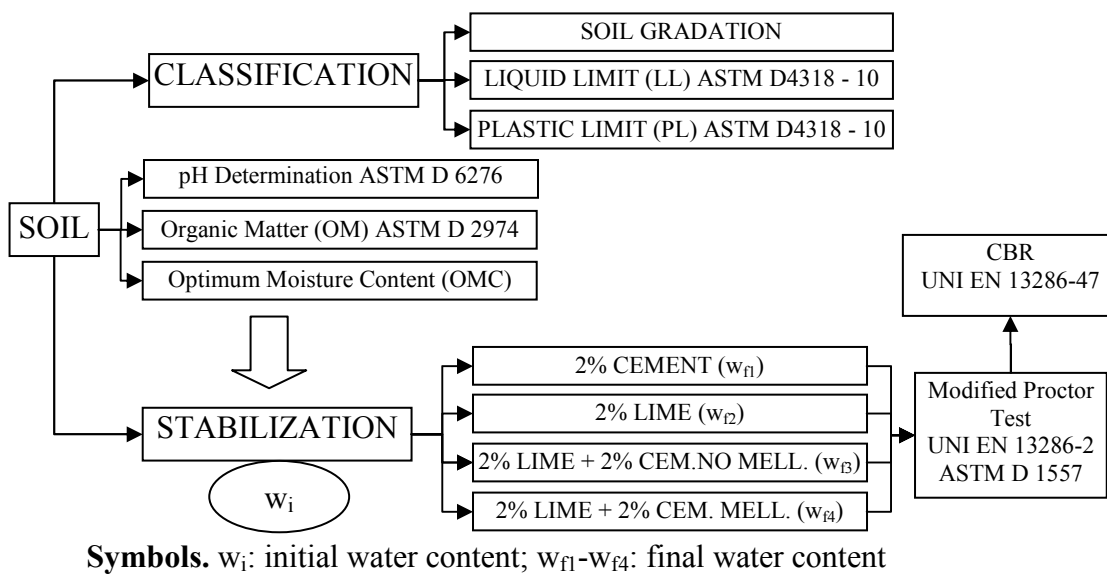 SOIL GRADATION
CLASSIFICATION
LIQUID LIMIT (LL) ASTM D4318 - 10
PLASTIC LIMIT (PL) ASTM D4318 - 10
pH Determination ASTM D 6276
SOIL
Organic Matter (OM) ASTM D 2974
Optimum Moisture Content (OMC)
CBR
UNI EN 13286-47
2% CEMENT (wf1)
2% LIME (wf2)
STABILIZATION
2% LIME + 2% CEM.NO MELL. (wf3)
2% LIME + 2% CEM. MELL. (wf4)
Modified Proctor
Test
UNI EN 13286-2
ASTM D 1557
wi
Symbols. wi: initial water content; wf1-wf4: final water content